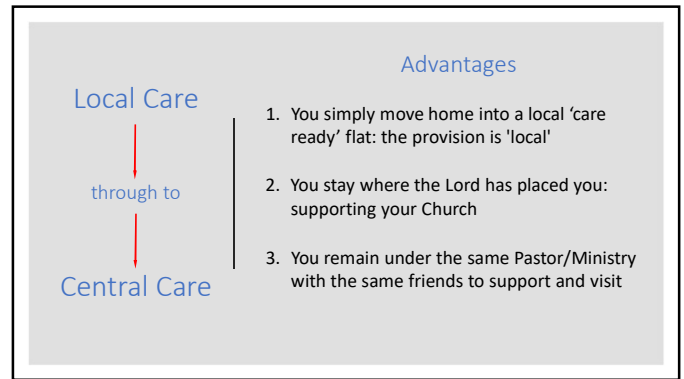 Local Care
through to
Central Care
Advantages
1. You simply move home into a local ‘care
ready’ flat: the provision is 'local'
2. You stay where the Lord has placed you:
supporting your Church
3. You remain under the same Pastor/Ministry
with the same friends to support and visit